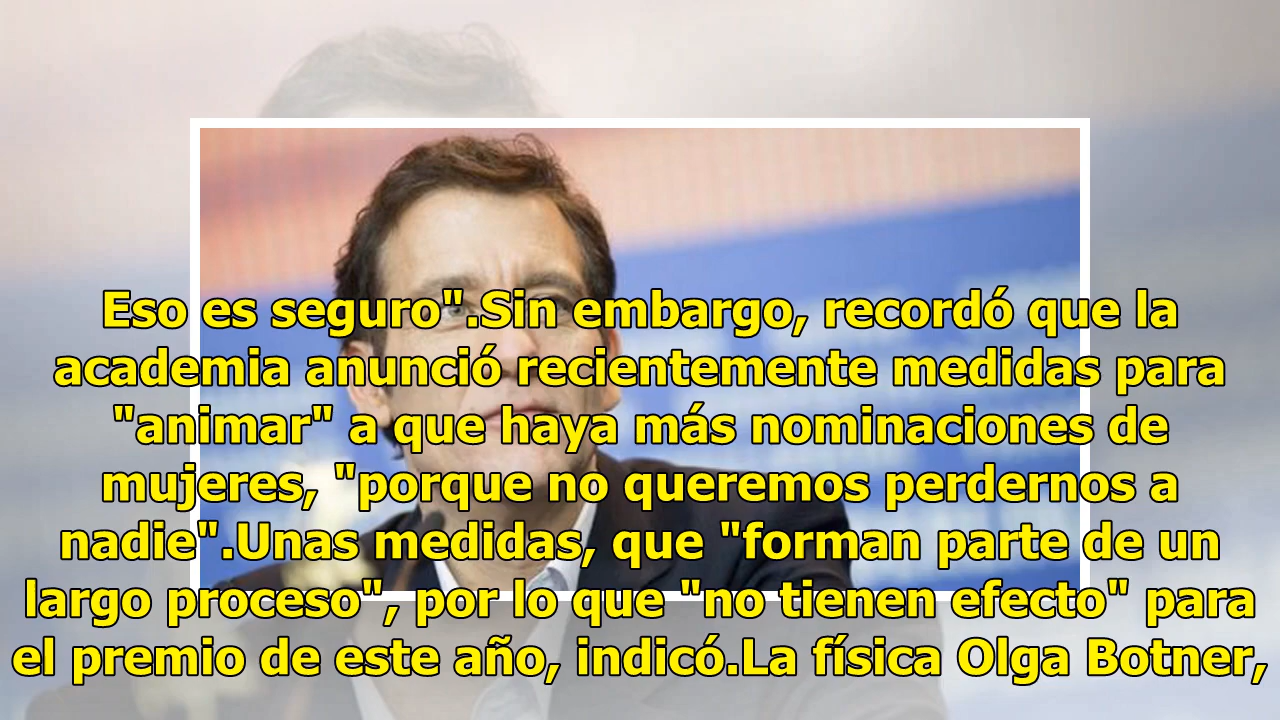 Eso es seguro".Sin embargo, recordó que la
academia anunció recientemente medidas para
"animar" a que haya más nominaciones de
mujeres, "porque no queremos perdernos a
nadie".Unas medidas, que "forman parte de un
largo proceso", por lo que "no tienen efecto" para
el premio de este año, indicó.La física Olga Botner,